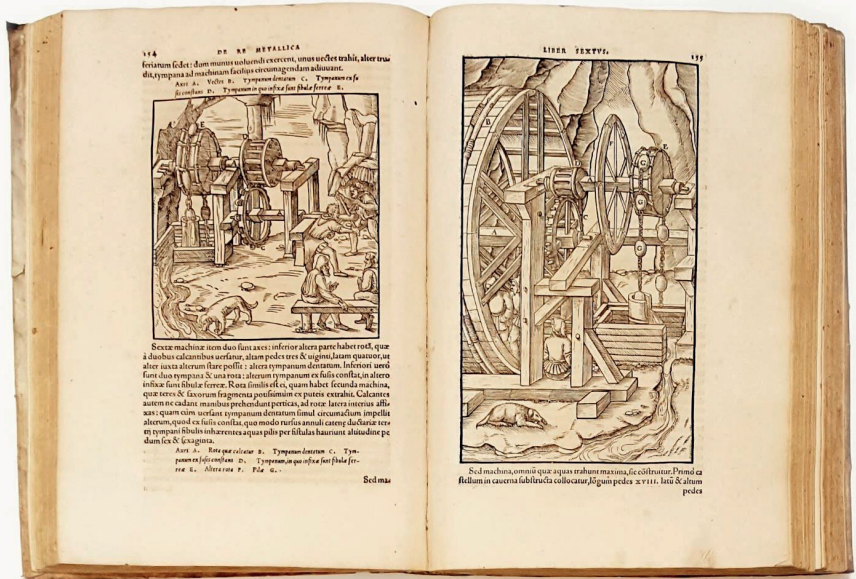 154 DE RE METALLICA
feriarum sedet: dum munus uoluendi exercent, unus uectes trahit, alter tru-
dit, tympana ad machinam facilius circumagendam adiuuant.
Axis A. Vectes B. Tympanum dentatum C. Tympanum ex fu
sis constans D. Tympanum in quo infixæ sunt fibulæ ferreæ E.
E
D
Sextæ machinæ item duo sunt axes: inferior altera parte habet rotã, quæ
à duobus calcantibus uersatur, altam pedes tres & uiginti, latam quatuor, ut
alter iuxta alterum stare possit: altera tympanum dentatum. Inferiori uerò
sunt duo tympana & una rota: alterum tympanum ex fusis constat, in altero
infixæ sunt fibulæ ferreæ. Rota similis est ei, quam habet secunda machina,
quæ teres & saxorum fragmenta potissimum ex puteis extrahit. Calcantes
autem ne cadant manibus prehendunt perticas, ad rotæ latera interius affi-
xas: quam cùm uersant tympanum dentatum simul circumactum impellit
alterum, quod ex fusis constat, quo modo rursus annuli catenę ductariæ ter-
tij tympani fibulis inhærentes aquas pilis per fistulas hauriunt altitudine pe
dum sex & sexaginta.
Axis A. Rota quæ calcatur B. Tympanum dentatum C. Tym-
panum ex fusis constans D. Tympanum, in quo infixæ sunt fibulæ fer-
reæ E. Altera rota F. Pilæ G.
Sed ma-
LIBER SEXTVS. 155
B
D
F
E
G
G
C
Sed machina, omniũ quæ aquas trahunt maxima, sic cõstruitur. Primò ca
stellum in cauerna substructa collocatur, lõgum pedes XVIII. latũ & altum
pedes